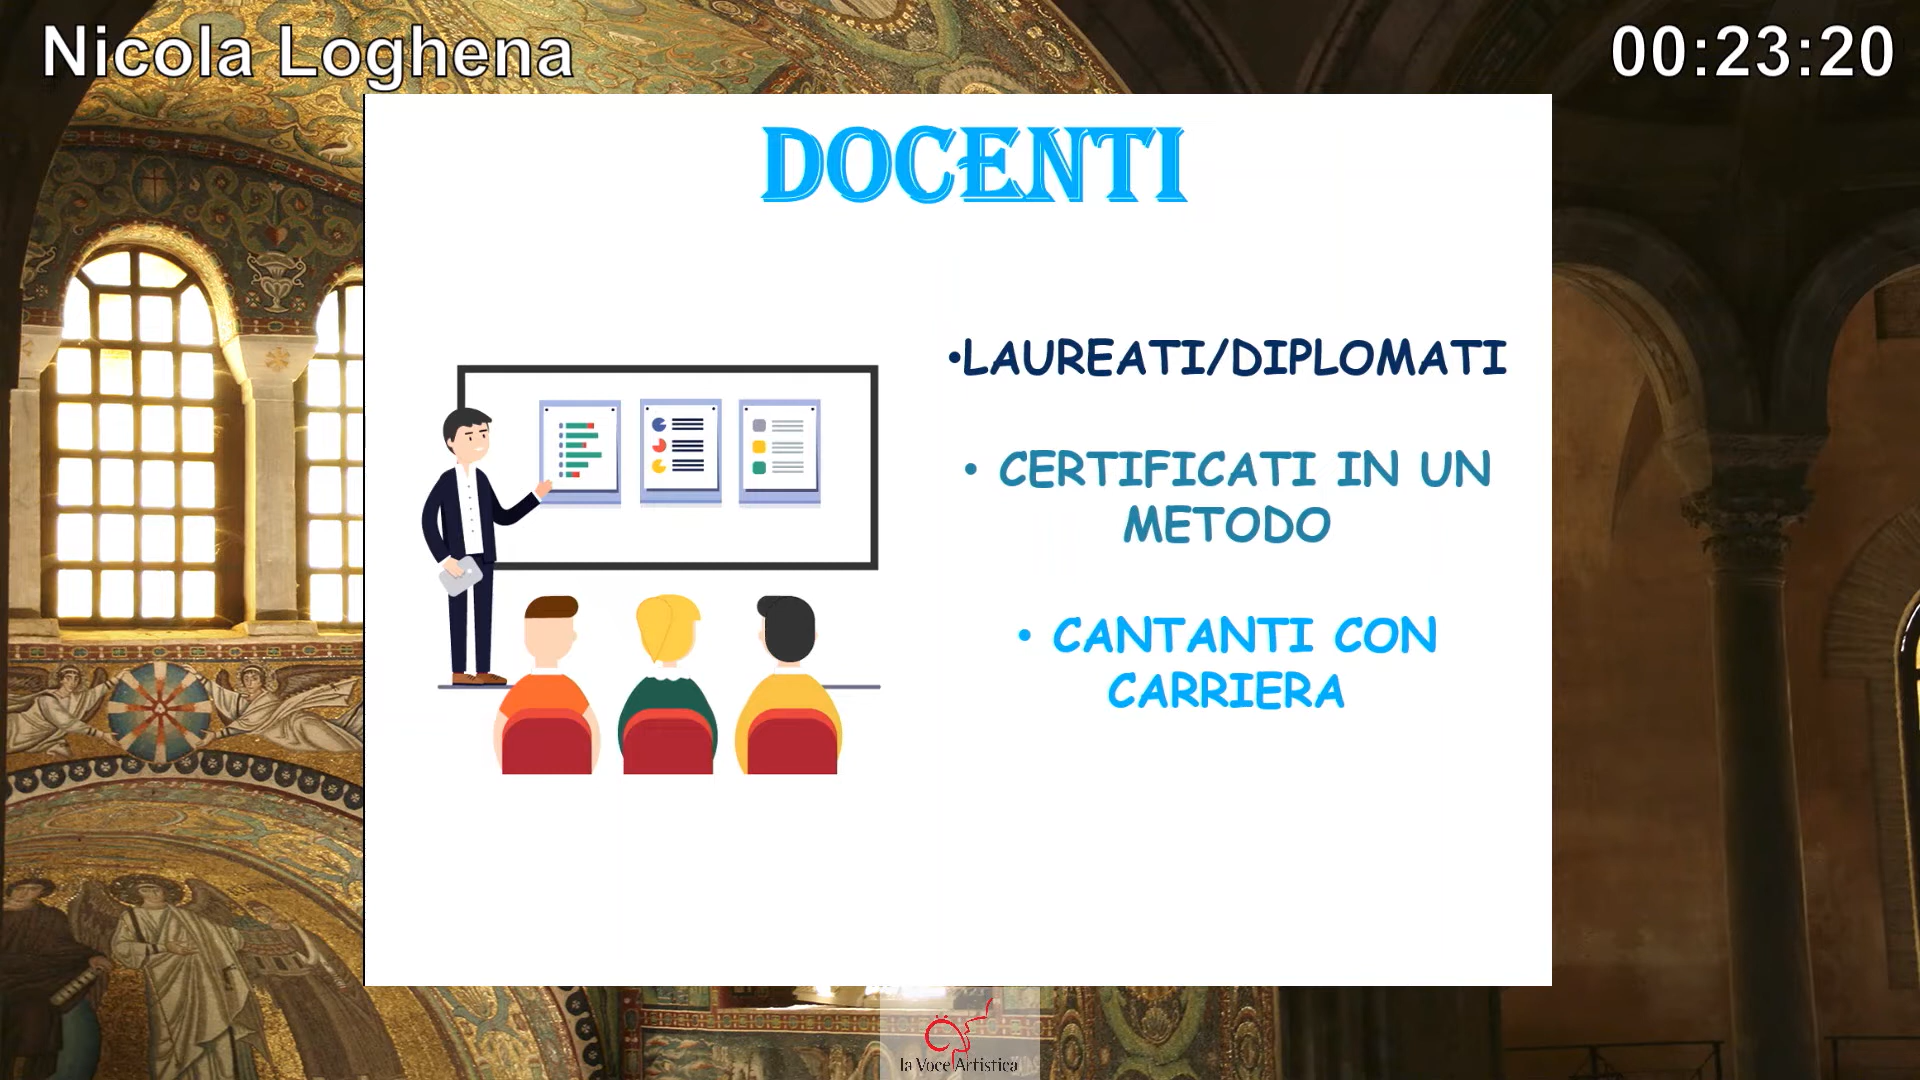 Nicola Loghena
00:23:20
DOCENTI
•LAUREATI/DIPLOMATI
• CERTIFICATI IN UN
METODO
• CANTANTI CON
CARRIERA
la Voce Artistica